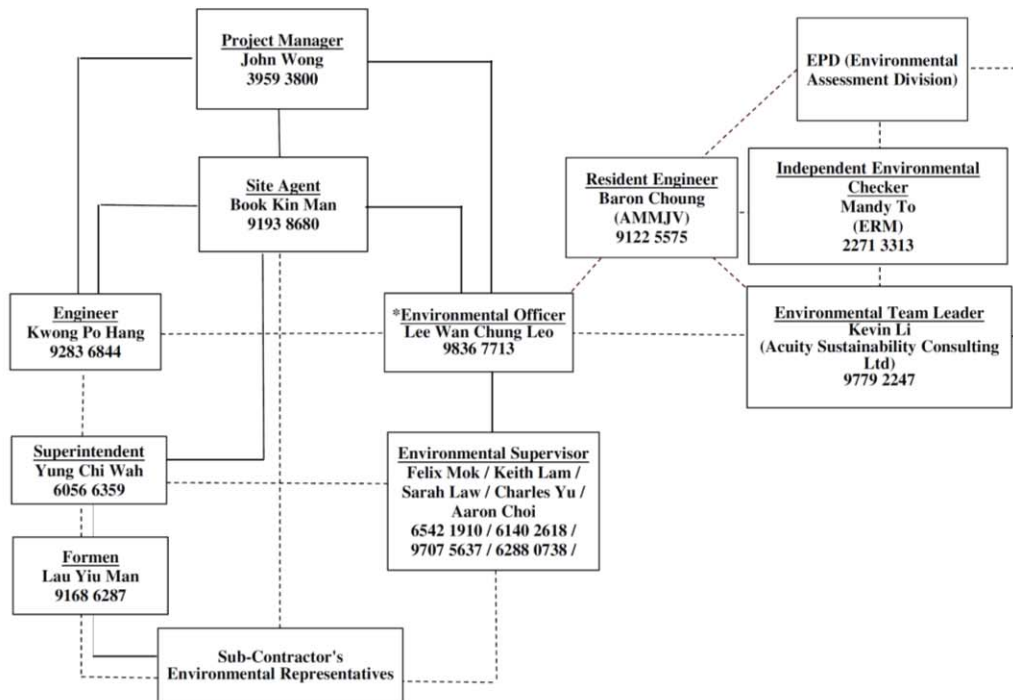 Project Manager
John Wong
3959 3800
EPD (Environmental
Assessment Division)
Site Agent
Book Kin Man
9193 8680
Resident Engineer
Baron Choung
(AMMJV)
9122 5575
Independent Environmental
Checker
Mandy To
(ERM)
2271 3313
Engineer
Kwong Po Hang
9283 6844
*Environmental Officer
Lee Wan Chung Leo
9836 7713
Environmental Team Leader
Kevin Li
(Acuity Sustainability Consulting
Ltd)
9779 2247
Superintendent
Yung Chi Wah
6056 6359
Environmental Supervisor
Felix Mok / Keith Lam /
Sarah Law / Charles Yu /
Aaron Choi
6542 1910 / 6140 2618 /
9707 5637 / 6288 0738 /
Formen
Lau Yiu Man
9168 6287
Sub-Contractor's
Environmental Representatives